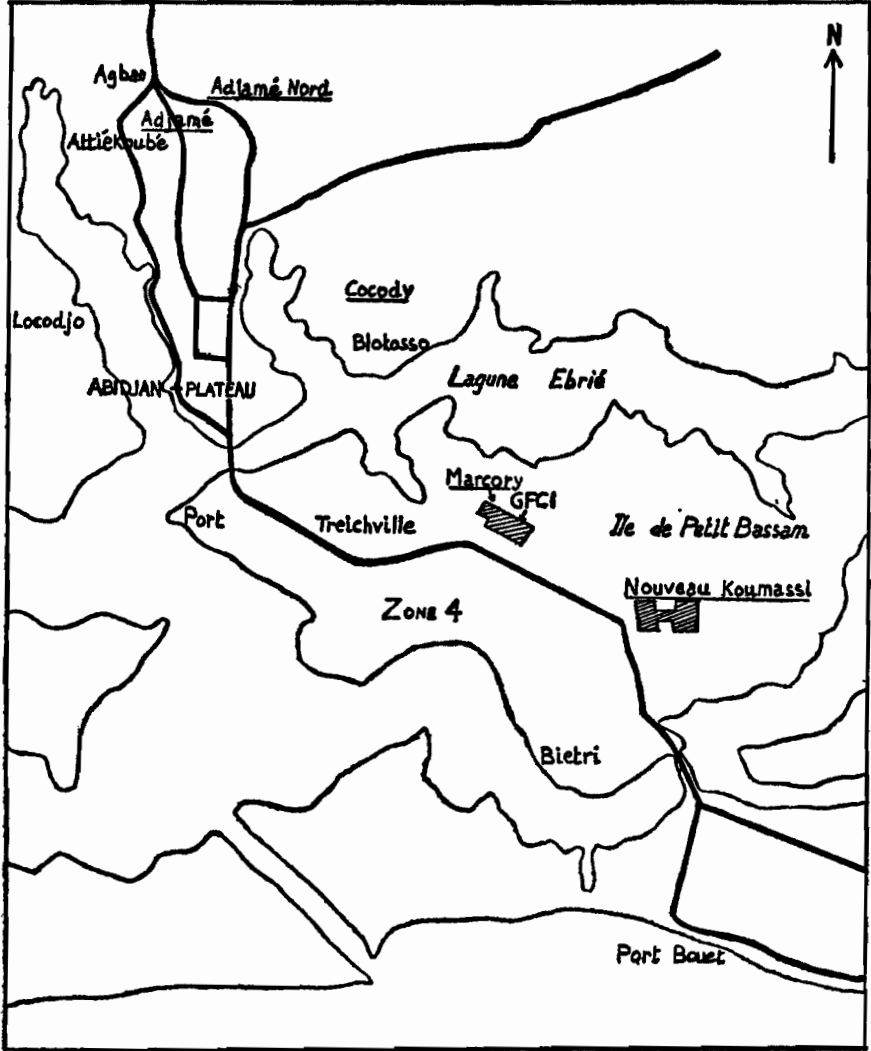 N
Agban
Adjamé Nord
Adjamé
Attiékoubé
Cocody
Locodjo
Blokosso
Lagune Ebrié
ABIDJAN - PLATEAU
Marcory
GFCI
Port
Treichville
Ile de Petit Bassam
Nouveau Koumassi
ZONE 4
Bietri
Port Bouet